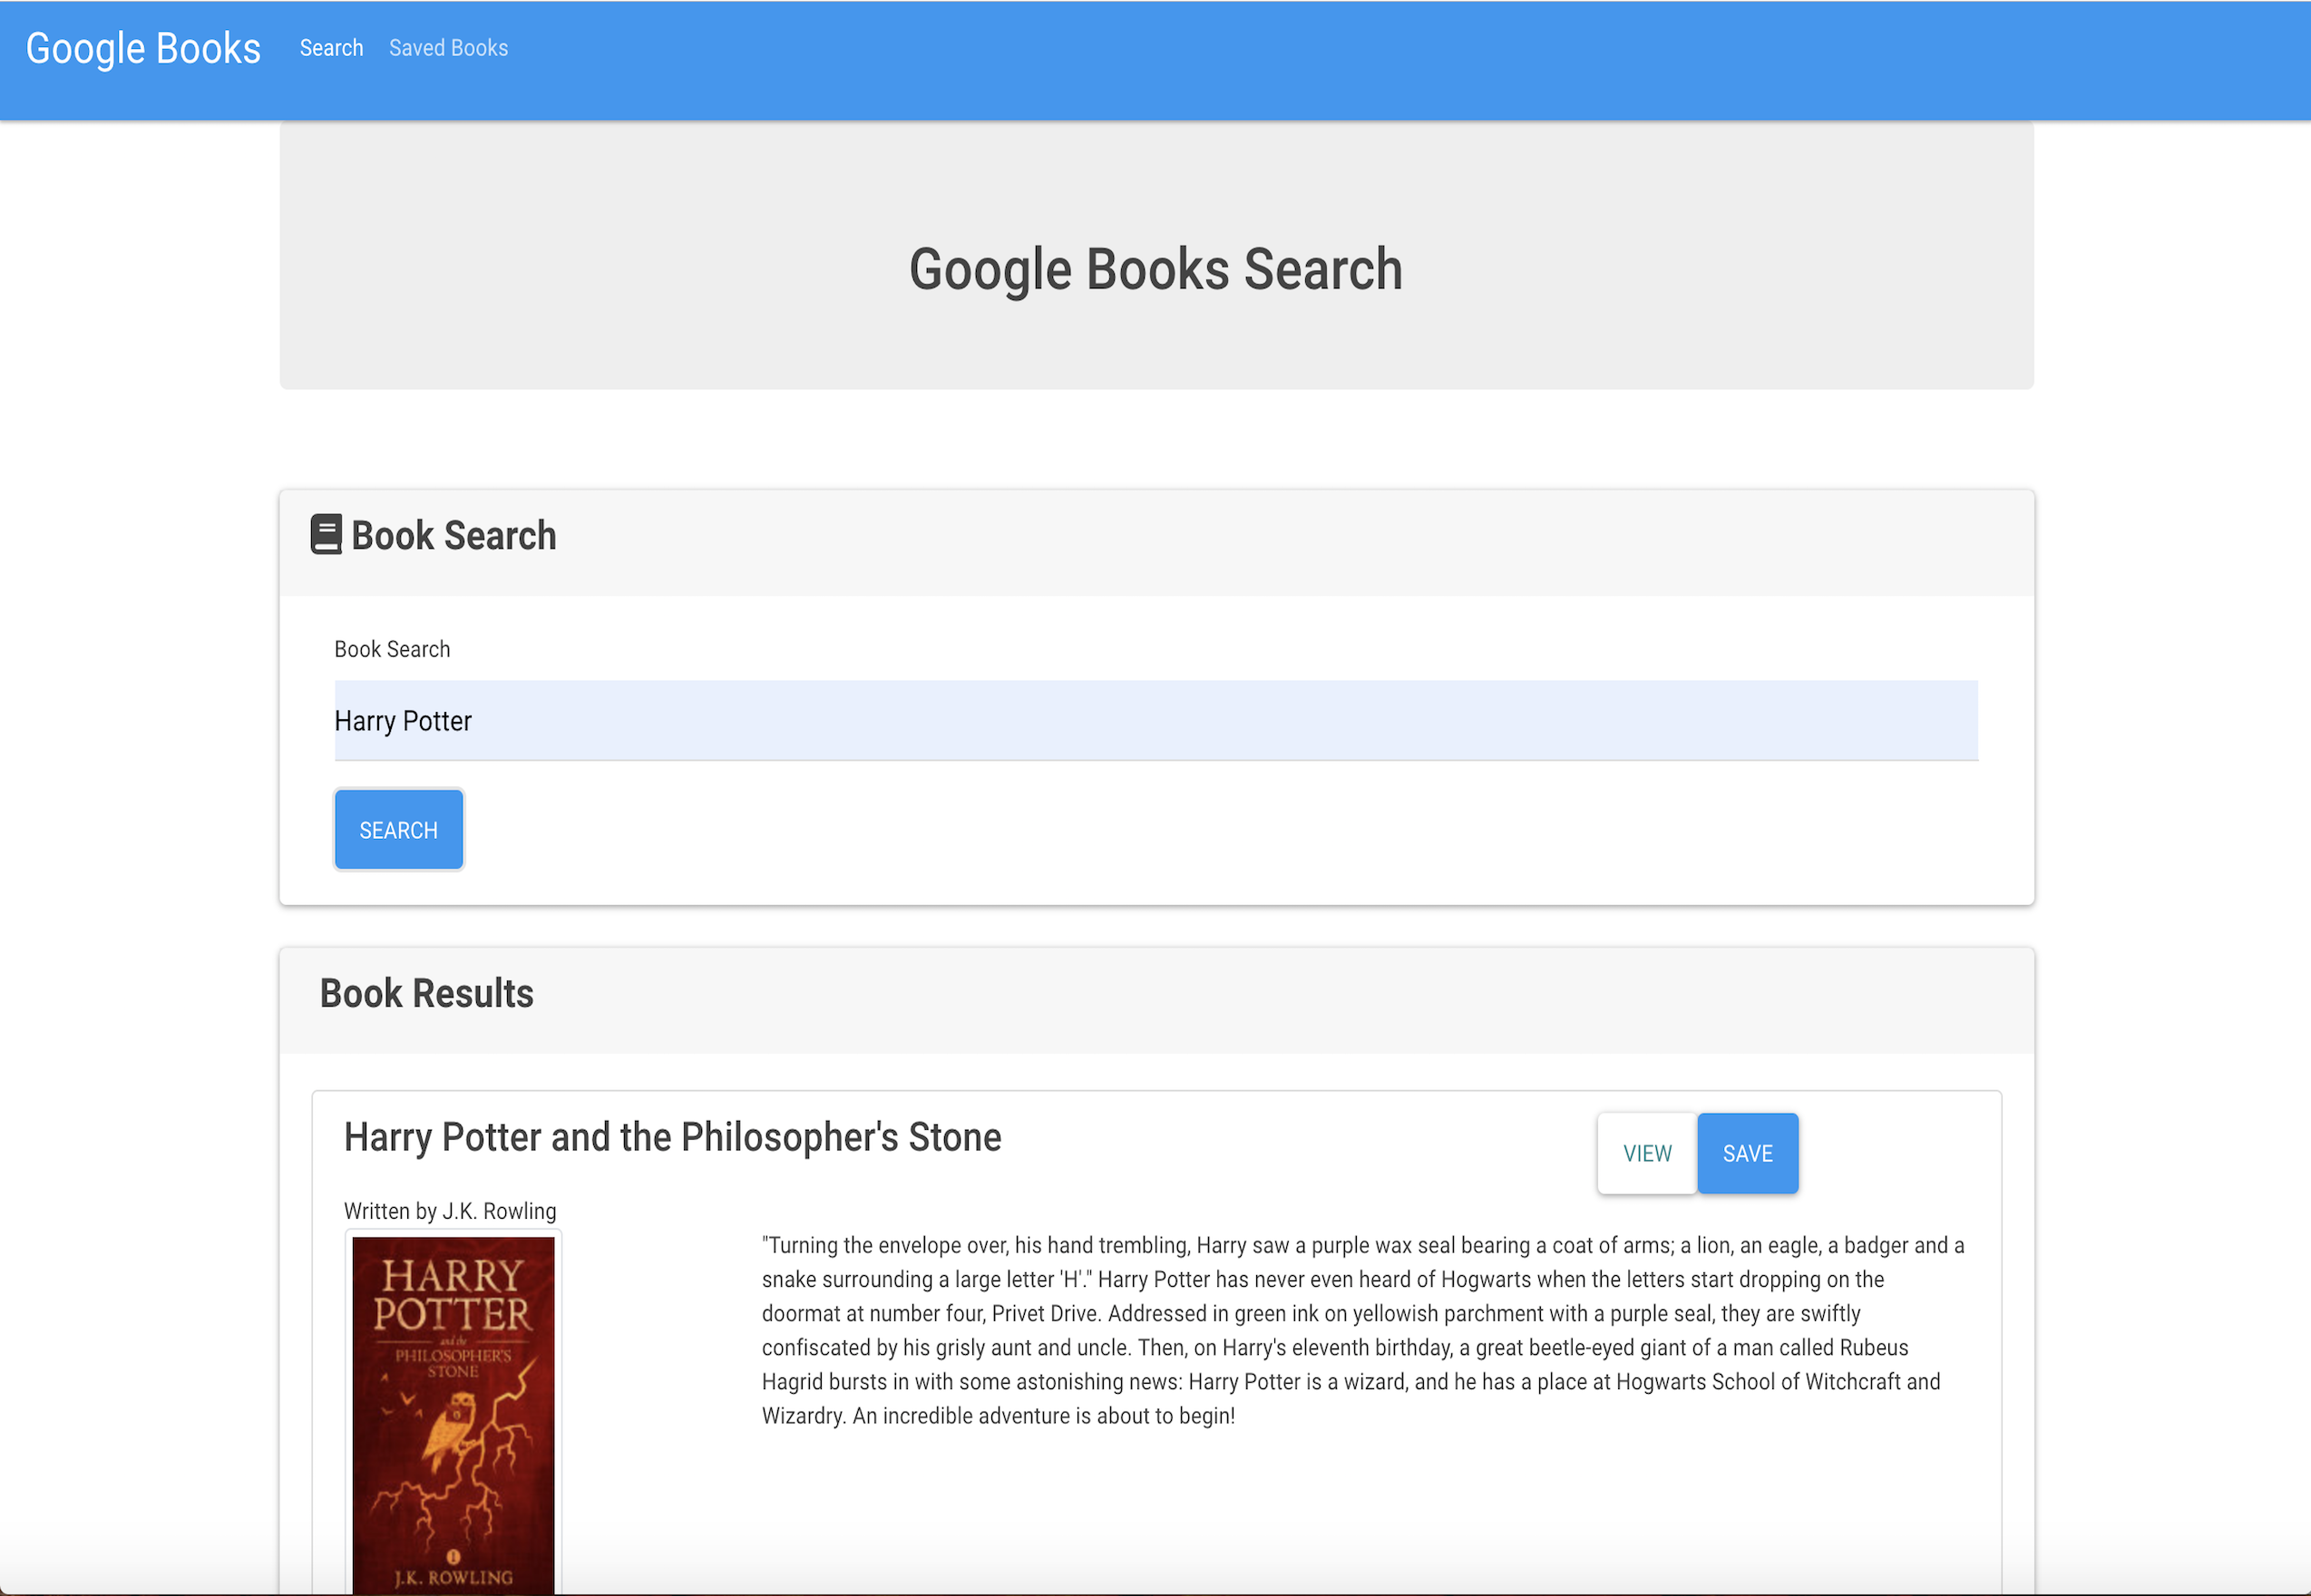 Google Books Search Saved Books
Google Books Search
Book Search
Book Search
Harry Potter
SEARCH
Book Results
Harry Potter and the Philosopher's Stone VIEW SAVE
Written by J.K. Rowling
HARRY
POTTER
and the
PHILOSOPHER'S
STONE
1
J.K. ROWLING
"Turning the envelope over, his hand trembling, Harry saw a purple wax seal bearing a coat of arms; a lion, an eagle, a badger and a
snake surrounding a large letter 'H'." Harry Potter has never even heard of Hogwarts when the letters start dropping on the
doormat at number four, Privet Drive. Addressed in green ink on yellowish parchment with a purple seal, they are swiftly
confiscated by his grisly aunt and uncle. Then, on Harry's eleventh birthday, a great beetle-eyed giant of a man called Rubeus
Hagrid bursts in with some astonishing news: Harry Potter is a wizard, and he has a place at Hogwarts School of Witchcraft and
Wizardry. An incredible adventure is about to begin!